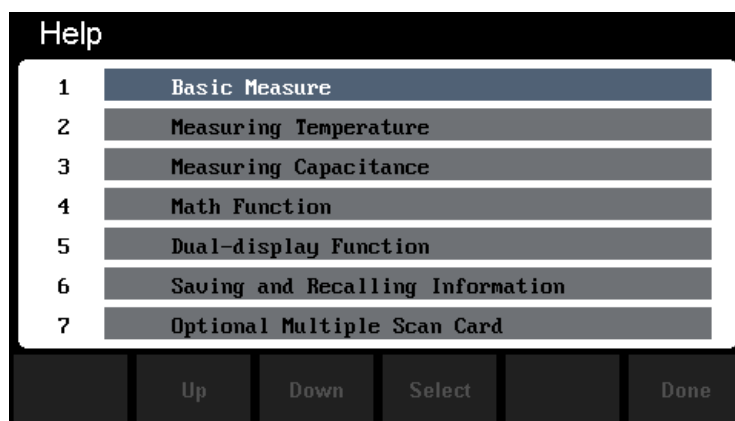 Help
1 Basic Measure
2 Measuring Temperature
3 Measuring Capacitance
4 Math Function
5 Dual-display Function
6 Saving and Recalling Information
7 Optional Multiple Scan Card
Up Down Select Done